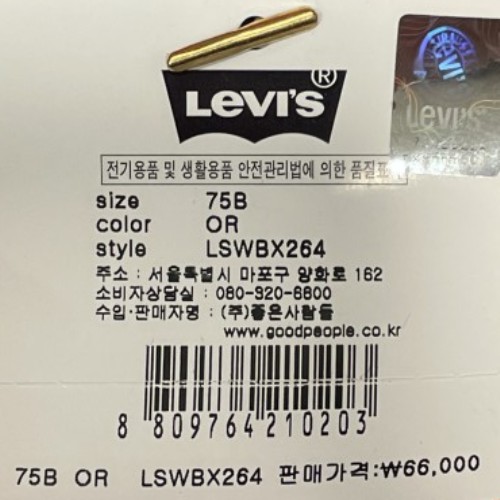 LEVI'S®
Levi's
전기용품 및 생활용품 안전관리법에 의한 품질표
size 75B
color OR
style LSWBX264
주소 : 서울특별시 마포구 양화로 162
소비자상담실 : 080-920-6600
수입·판매자명 : (주)좋은사람들
www.goodpeople.co.kr
8 809764 210203
75B OR LSWBX264 판매가격:₩66,000